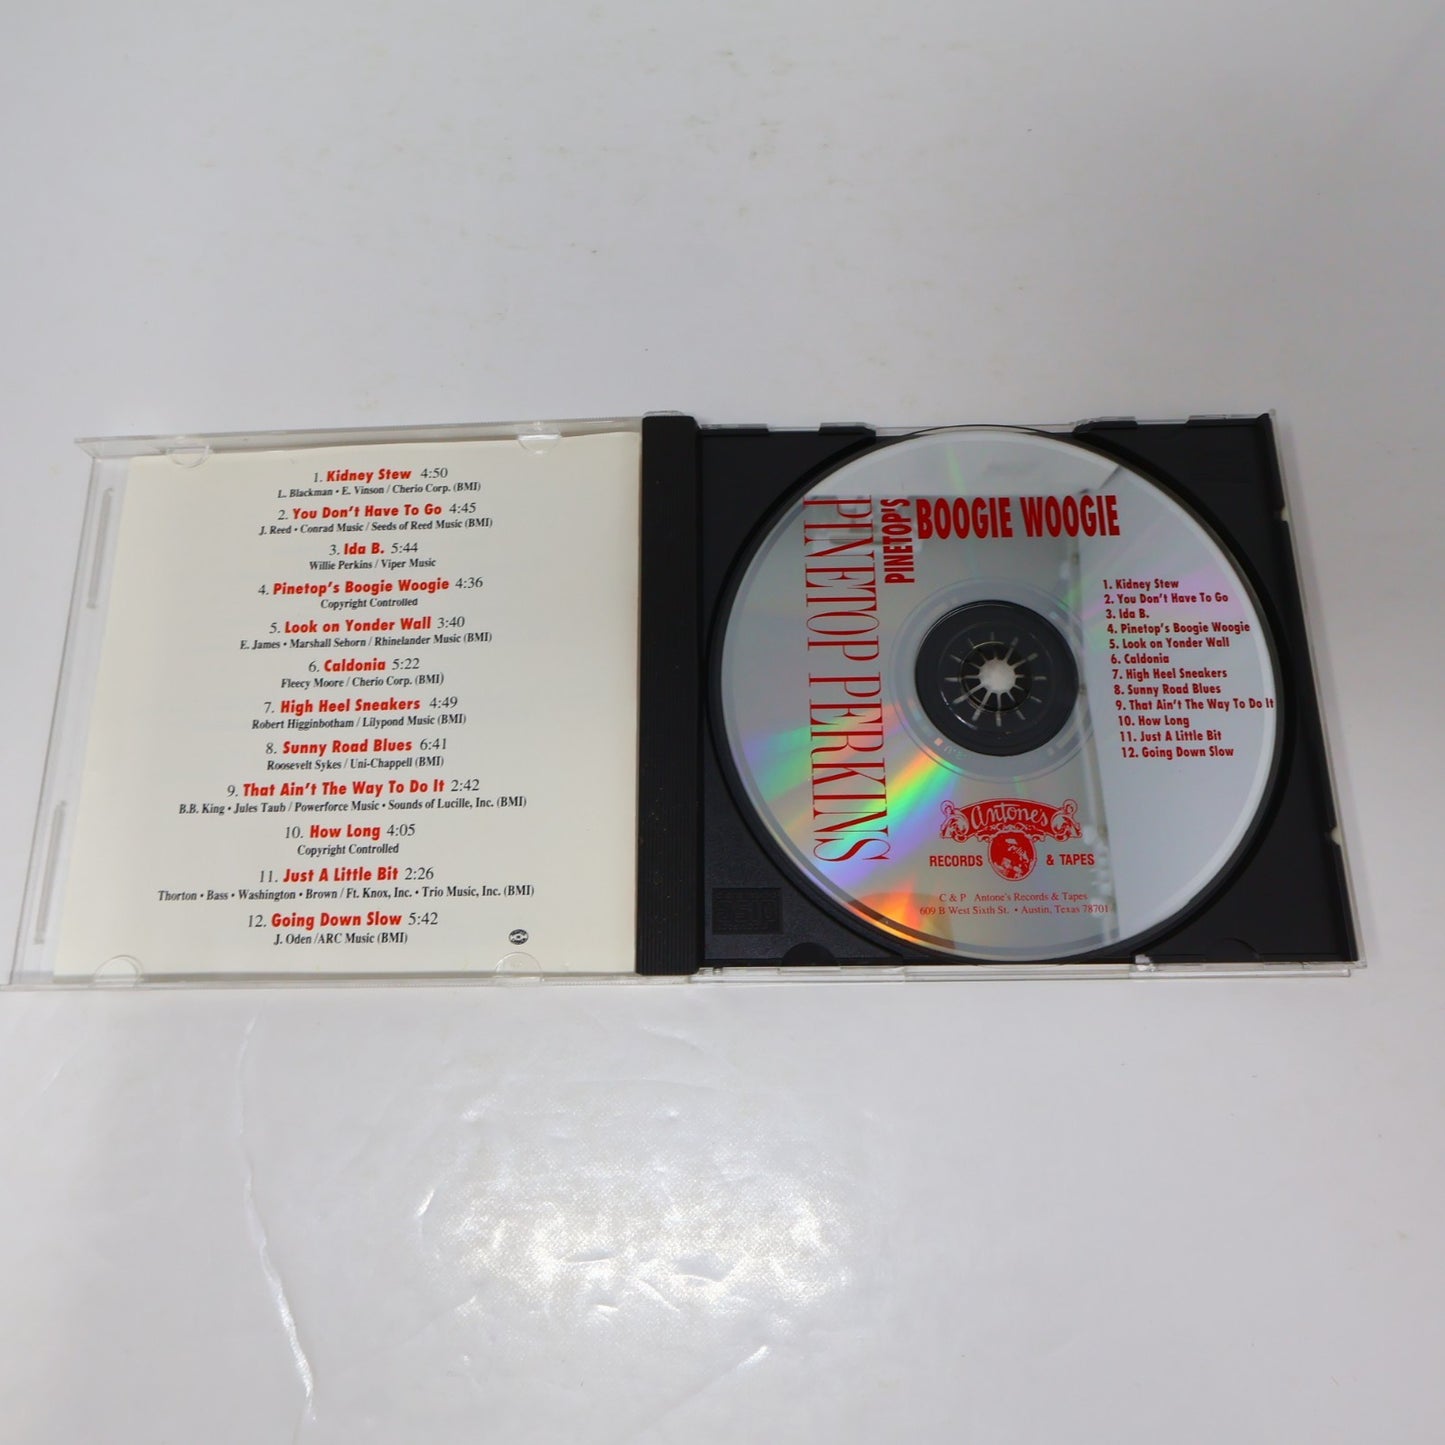 1. Kidney Stew 4:50
L. Blackman • E. Vinson / Cherio Corp. (BMI)
2. You Don't Have To Go 4:45
J. Reed • Conrad Music / Seeds of Reed Music (BMI)
3. Ida B. 5:44
Willie Perkins / Viper Music
4. Pinetop's Boogie Woogie 4:36
Copyright Controlled
5. Look on Yonder Wall 3:40
E. James • Marshall Sehorn / Rhinelander Music (BMI)
6. Caldonia 5:22
Fleecy Moore / Cherio Corp. (BMI)
7. High Heel Sneakers 4:49
Robert Higginbotham / Lilypond Music (BMI)
8. Sunny Road Blues 6:41
Roosevelt Sykes / Uni-Chappell (BMI)
9. That Ain't The Way To Do It 2:42
B.B. King • Jules Taub / Powerforce Music • Sounds of Lucille, Inc. (BMI)
10. How Long 4:05
Copyright Controlled
11. Just A Little Bit 2:26
Thorton • Bass • Washington • Brown / Ft. Knox, Inc. • Trio Music, Inc. (BMI)
12. Going Down Slow 5:42
J. Oden /ARC Music (BMI)
PINETOP PERKINS
PINETOP'S
BOOGIE WOOGIE
1. Kidney Stew
2. You Don't Have To Go
3. Ida B.
4. Pinetop's Boogie Woogie
5. Look on Yonder Wall
6. Caldonia
7. High Heel Sneakers
8. Sunny Road Blues
9. That Ain't The Way To Do It
10. How Long
11. Just A Little Bit
12. Going Down Slow
Antone's
RECORDS & TAPES
C & P Antone's Records & Tapes
609 B West Sixth St. • Austin, Texas 78701